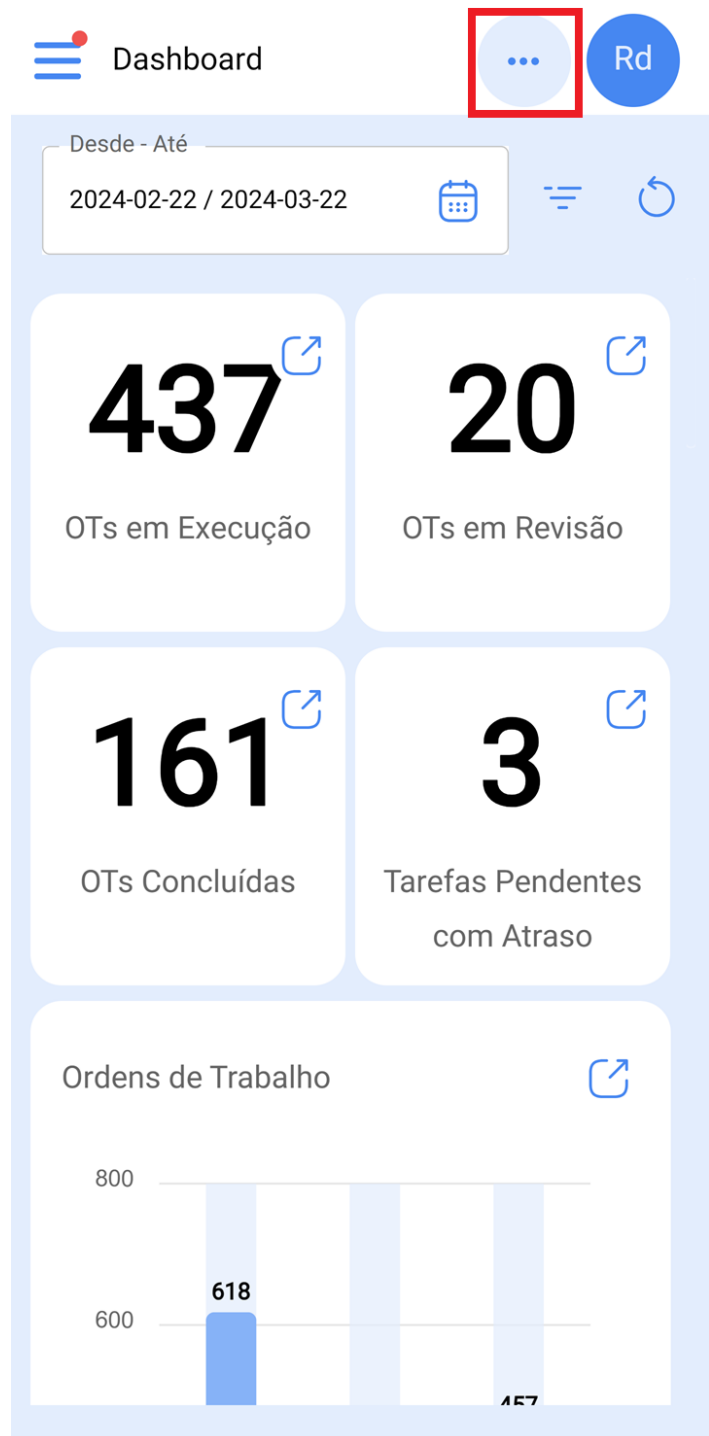 Dashboard
Rd
Desde - Até
2024-02-22 / 2024-03-22
437
20
OTs em Execução
OTs em Revisão
161
3
OTs Concluídas
Tarefas Pendentes
com Atraso
Ordens de Trabalho
800
618
600
457